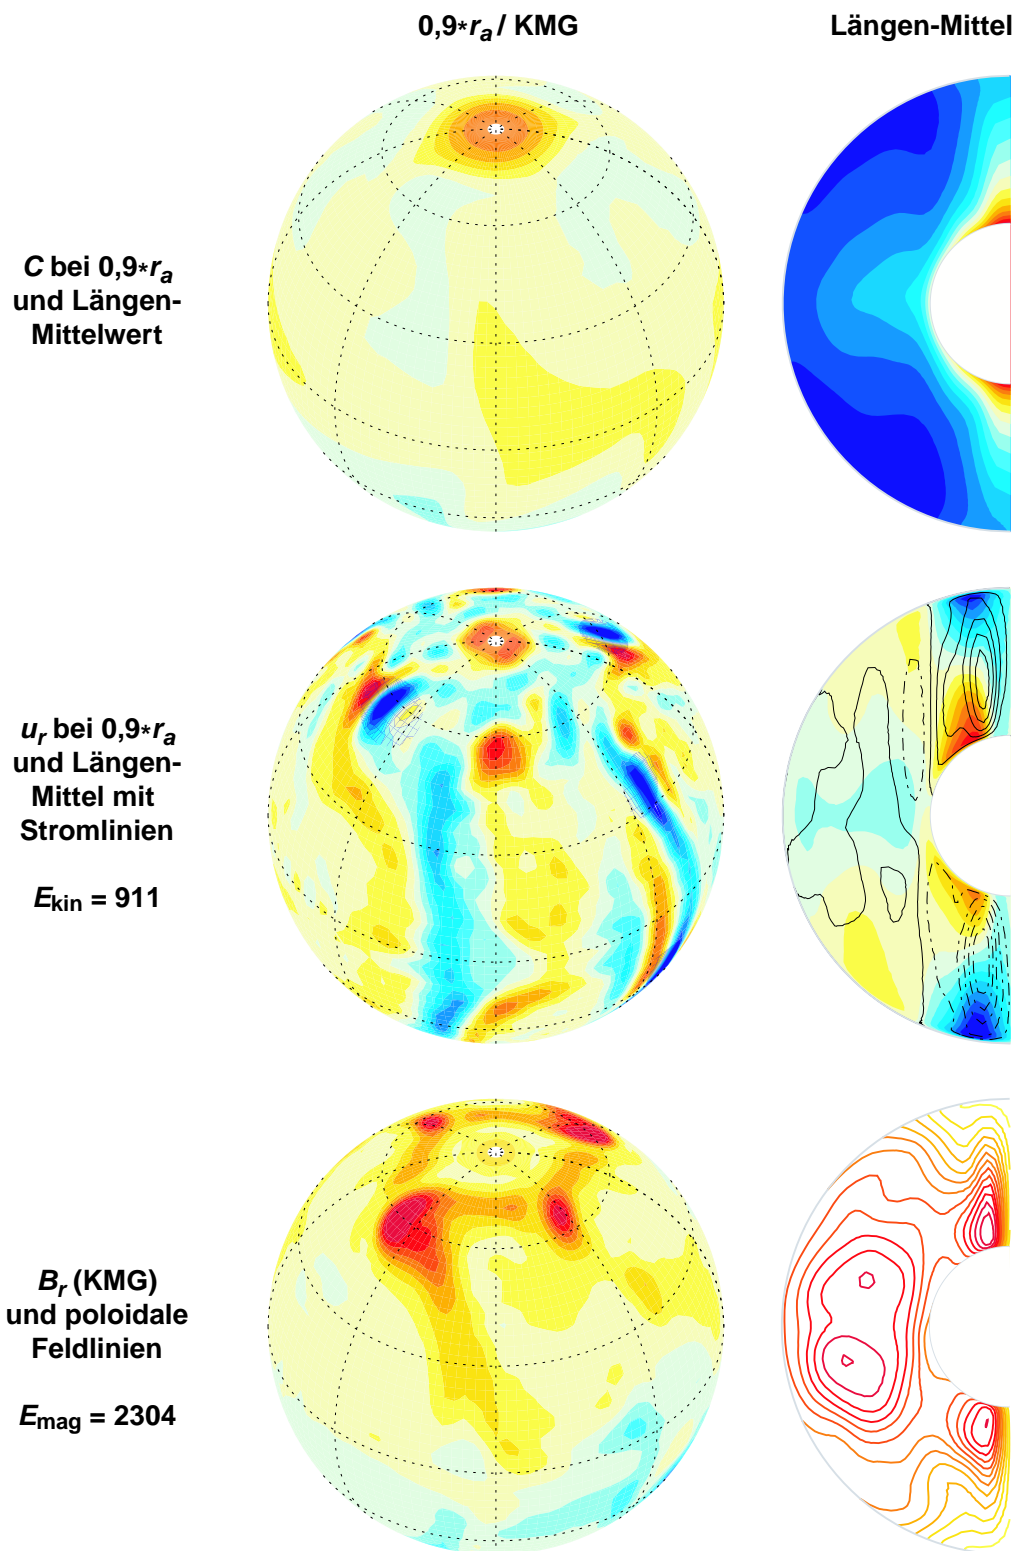 0,9*ra / KMG
Längen-Mittel
C bei 0,9*ra
und Längen-
Mittelwert
ur bei 0,9*ra
und Längen-
Mittel mit
Stromlinien
Ekin = 911
Br (KMG)
und poloidale
Feldlinien
Emag = 2304